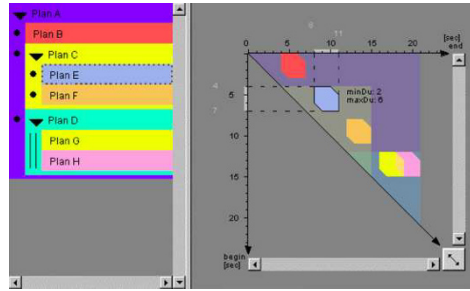 Plan A
Plan B
Plan C
Plan E
Plan F
Plan D
Plan G
Plan H
8
11
0 5 10 15 20
[sec]
end
4
5
7
10
15
20
minDu: 2
maxDu: 6
begin
[sec]